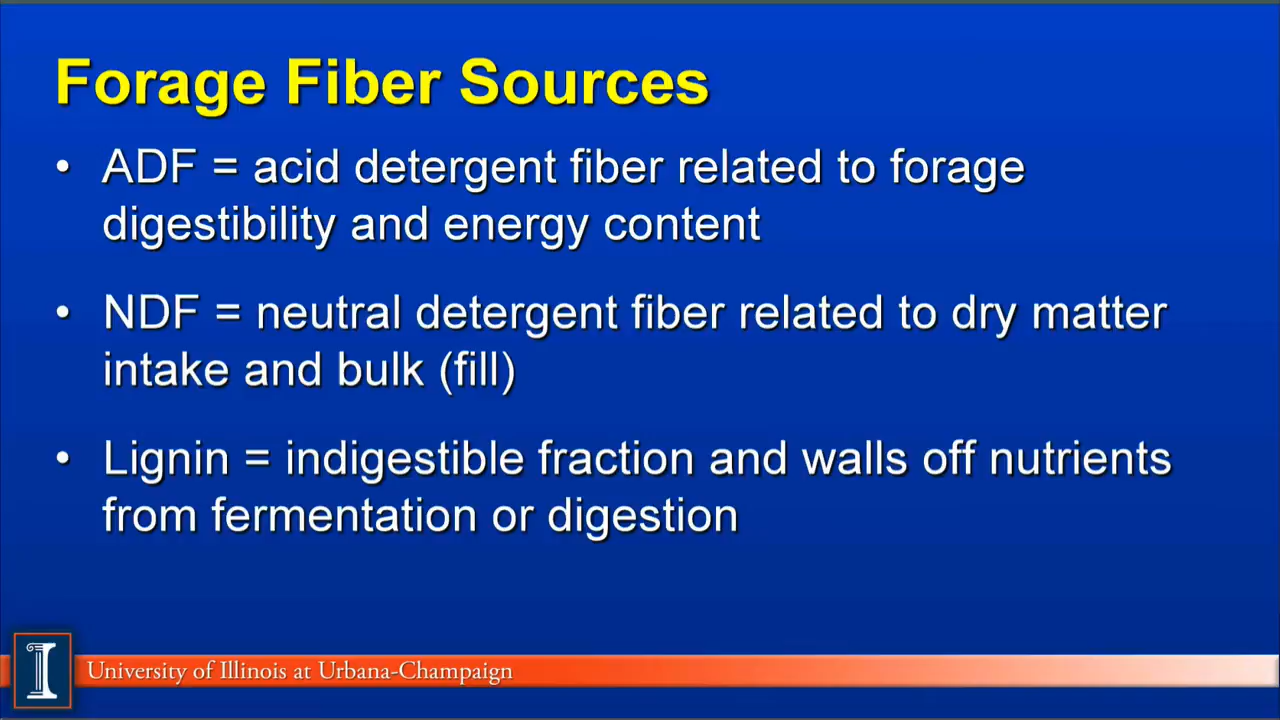 Forage Fiber Sources
• ADF = acid detergent fiber related to forage
digestibility and energy content
• NDF = neutral detergent fiber related to dry matter
intake and bulk (fill)
• Lignin = indigestible fraction and walls off nutrients
from fermentation or digestion
I
University of Illinois at Urbana-Champaign